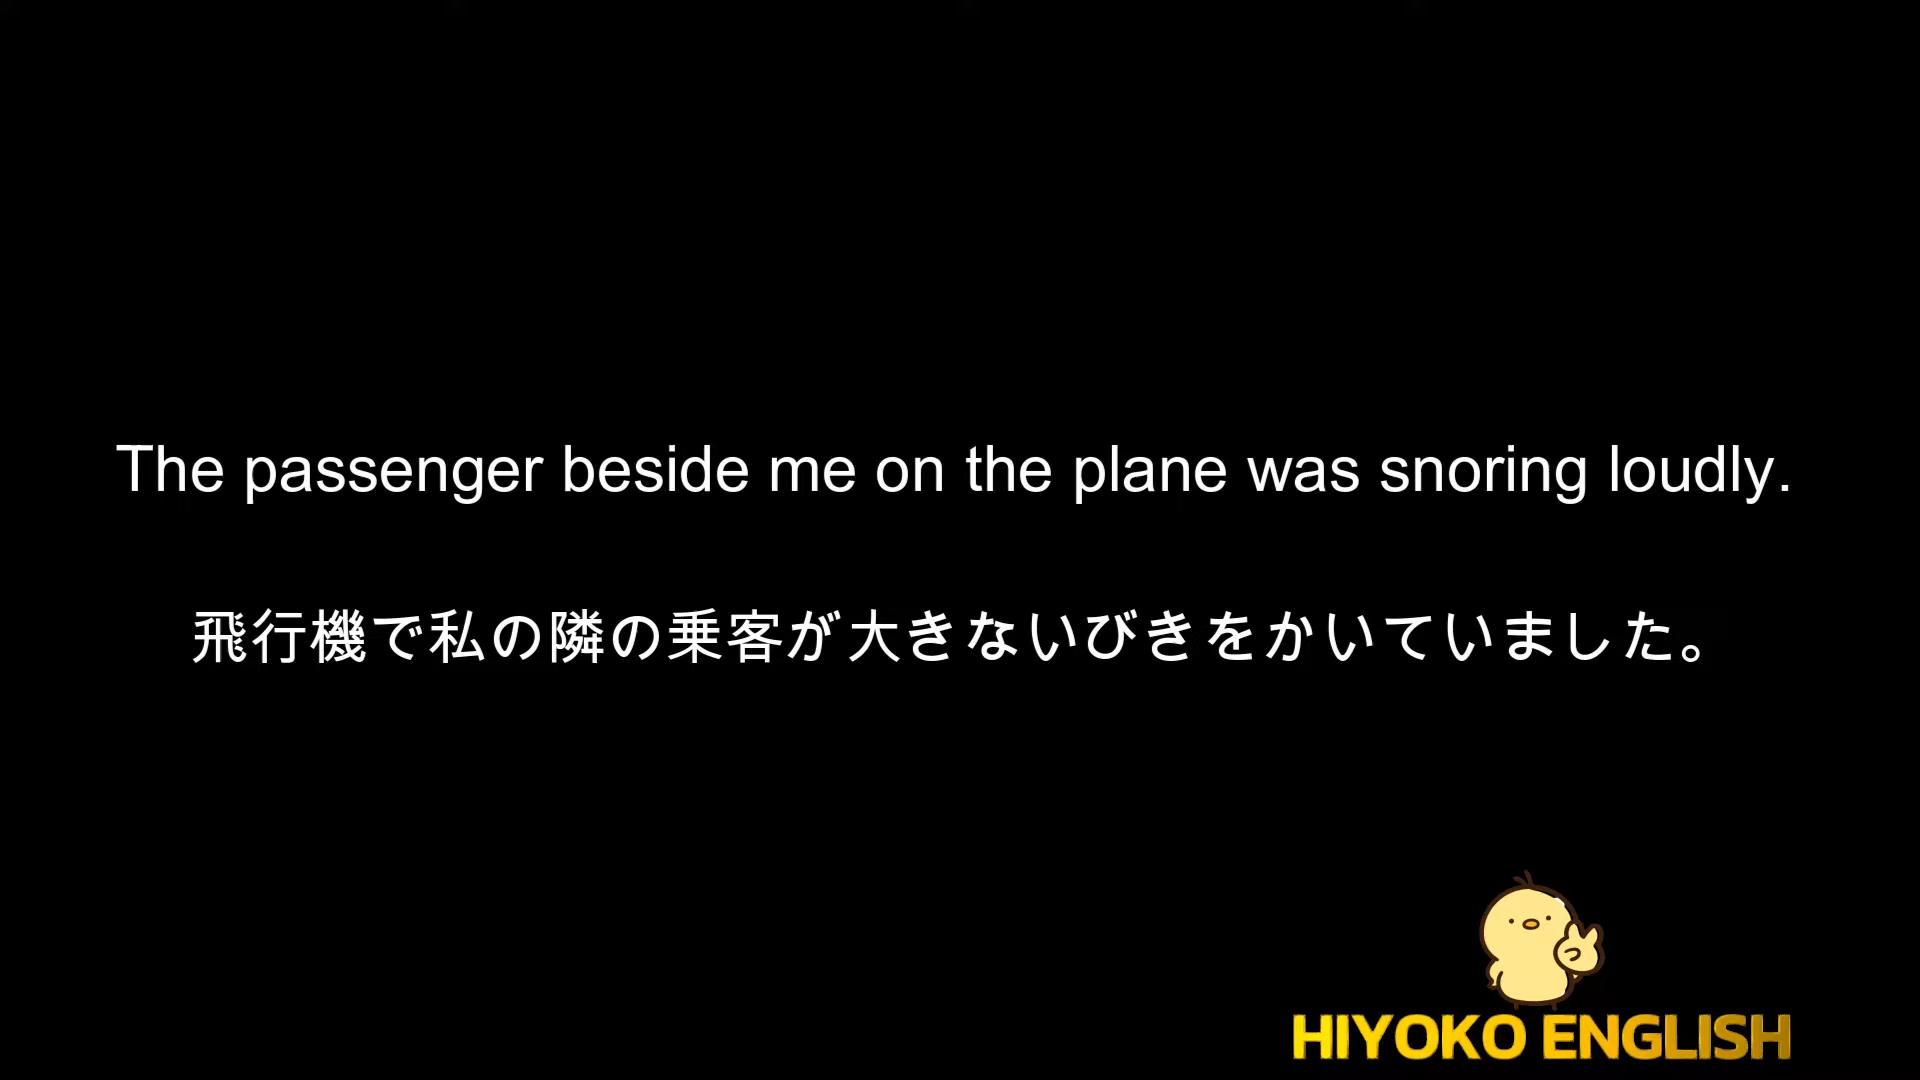 The passenger beside me on the plane was snoring loudly.
飛行機で私の隣の乗客が大きないびきをかいていました。
HIYOKO ENGLISH